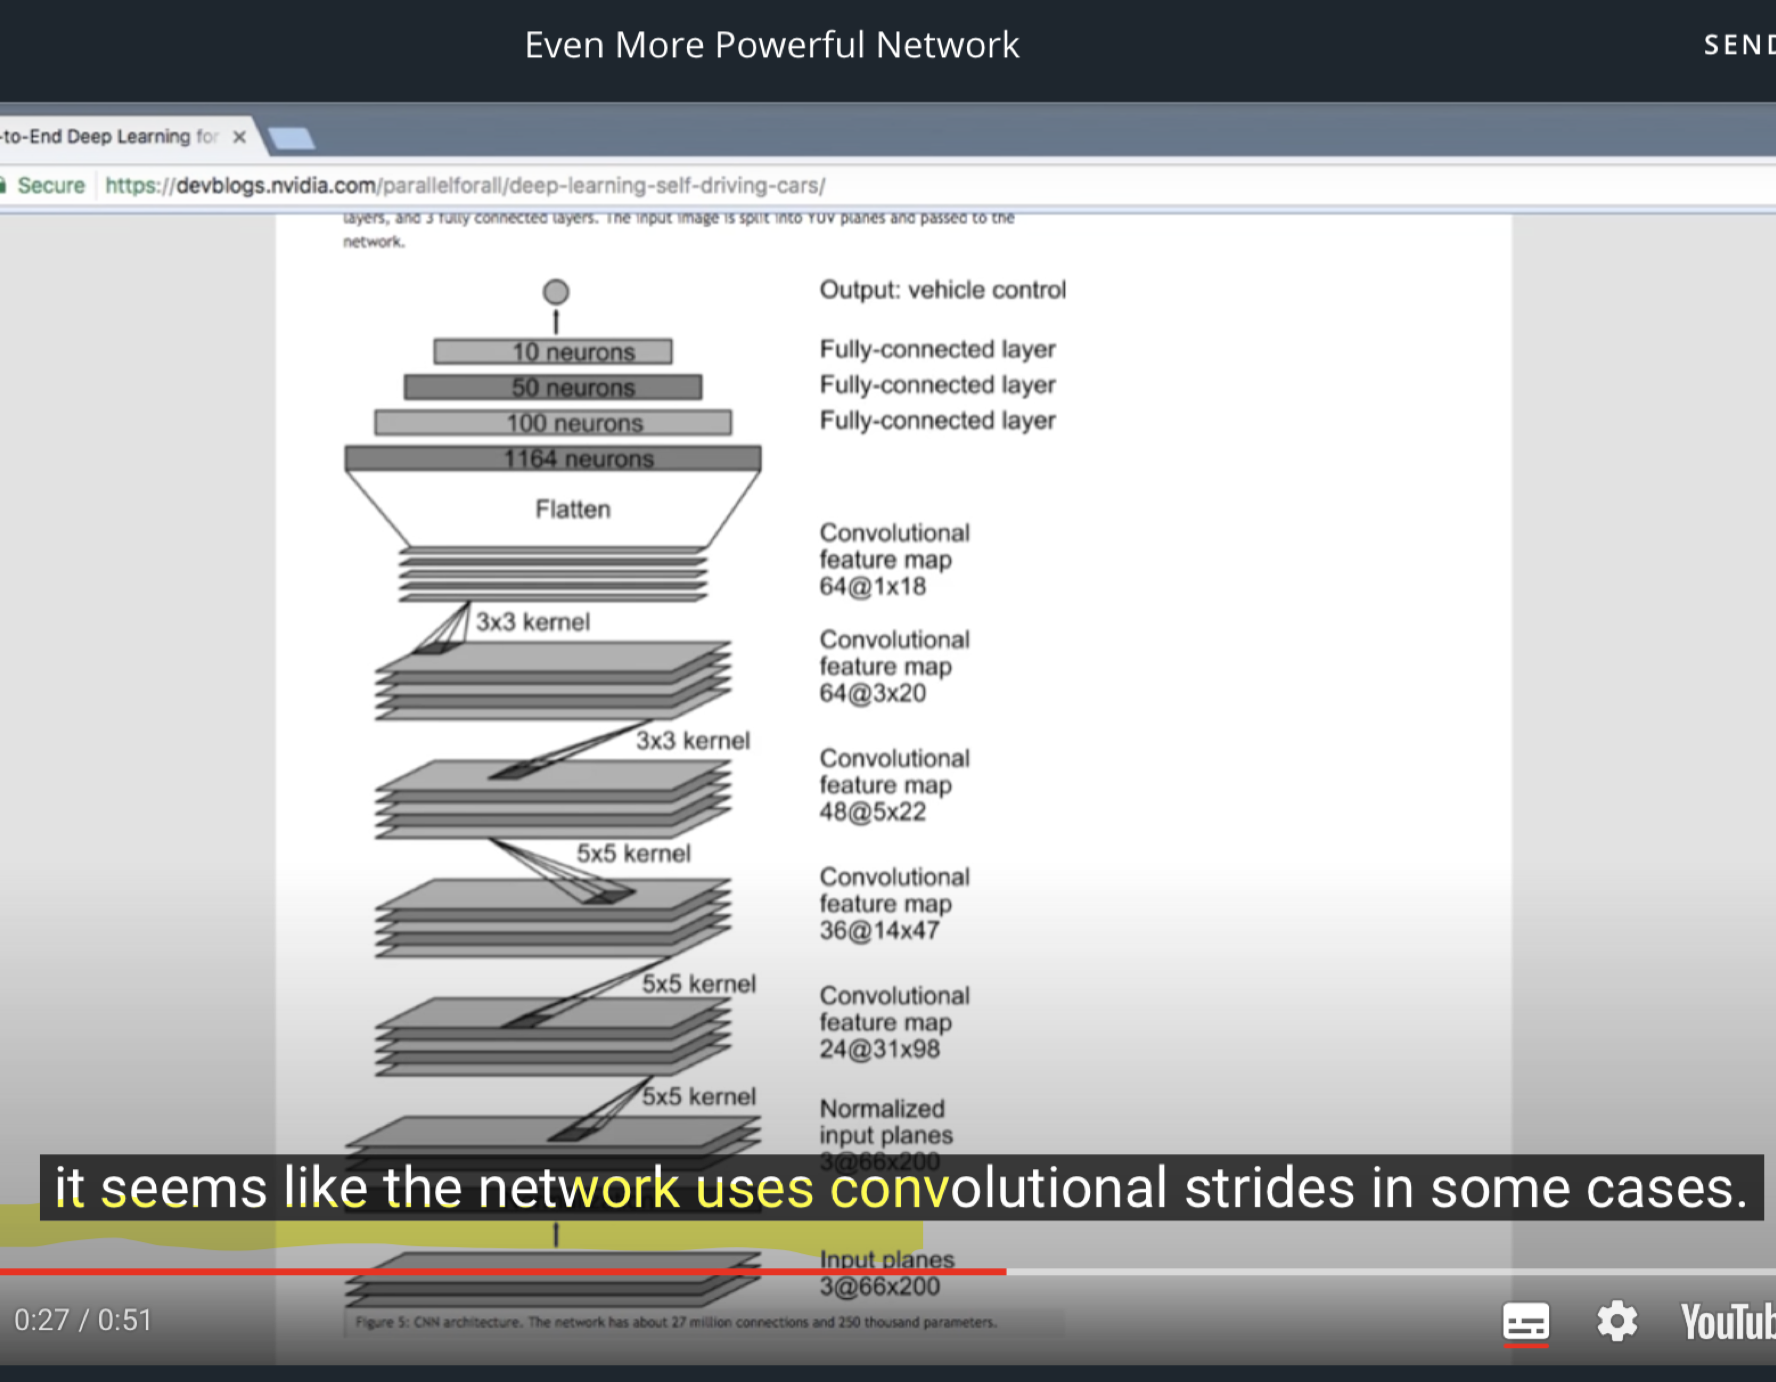 Even More Powerful Network
SEND
-to-End Deep Learning for ×
Secure https://devblogs.nvidia.com/parallelforall/deep-learning-self-driving-cars/
layers, and 3 fully connected layers. The input image is split into YUV planes and passed to the
network.
Output: vehicle control
10 neurons Fully-connected layer
50 neurons Fully-connected layer
100 neurons Fully-connected layer
1164 neurons
Flatten
Convolutional
feature map
64@1x18
3x3 kernel
Convolutional
feature map
64@3x20
3x3 kernel
Convolutional
feature map
48@5x22
5x5 kernel
Convolutional
feature map
36@14x47
5x5 kernel
Convolutional
feature map
24@31x98
5x5 kernel
Normalized
input planes
3@66x200
it seems like the network uses convolutional strides in some cases.
Input planes
3@66x200
Figure 5: CNN architecture. The network has about 27 million connections and 250 thousand parameters.
0:27 / 0:51
YouTub